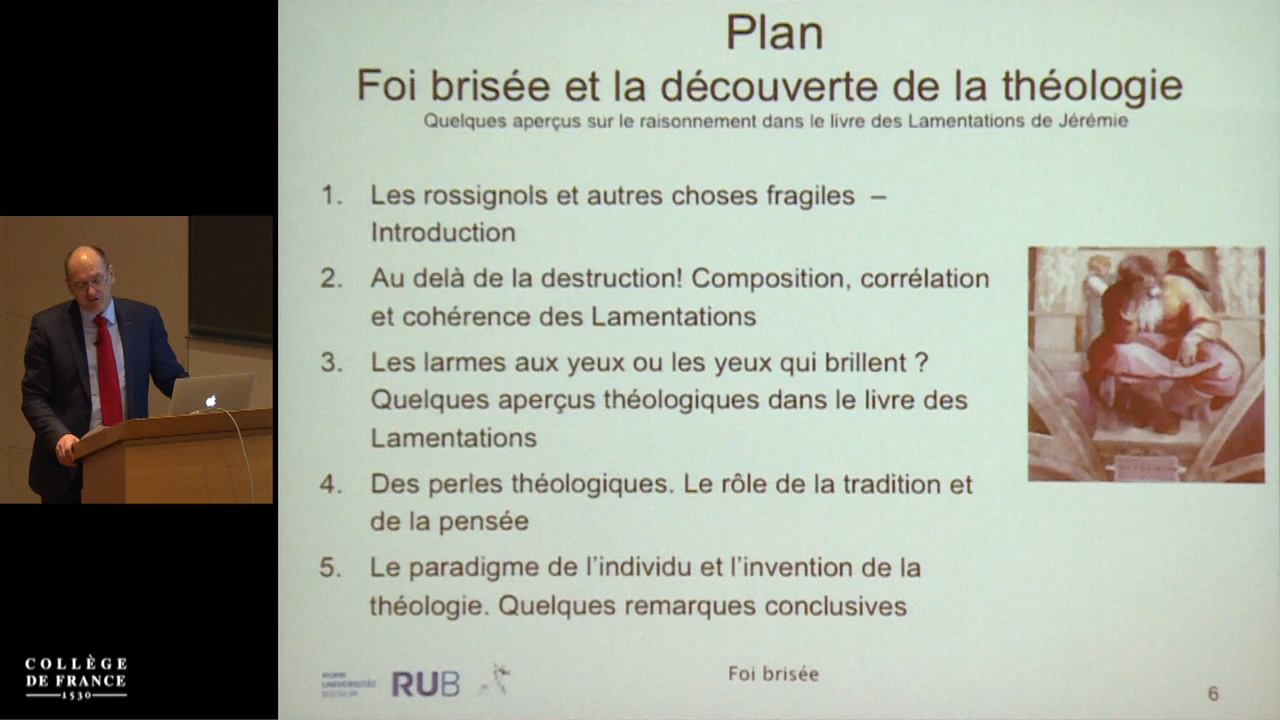 Plan
Foi brisée et la découverte de la théologie
Quelques aperçus sur le raisonnement dans le livre des Lamentations de Jérémie
1. Les rossignols et autres choses fragiles –
Introduction
2. Au delà de la destruction! Composition, corrélation
et cohérence des Lamentations
3. Les larmes aux yeux ou les yeux qui brillent ?
Quelques aperçus théologiques dans le livre des
Lamentations
4. Des perles théologiques. Le rôle de la tradition et
de la pensée
5. Le paradigme de l'individu et l'invention de la
théologie. Quelques remarques conclusives
RUB
Foi brisée
6
COLLÈGE
DE FRANCE
1530